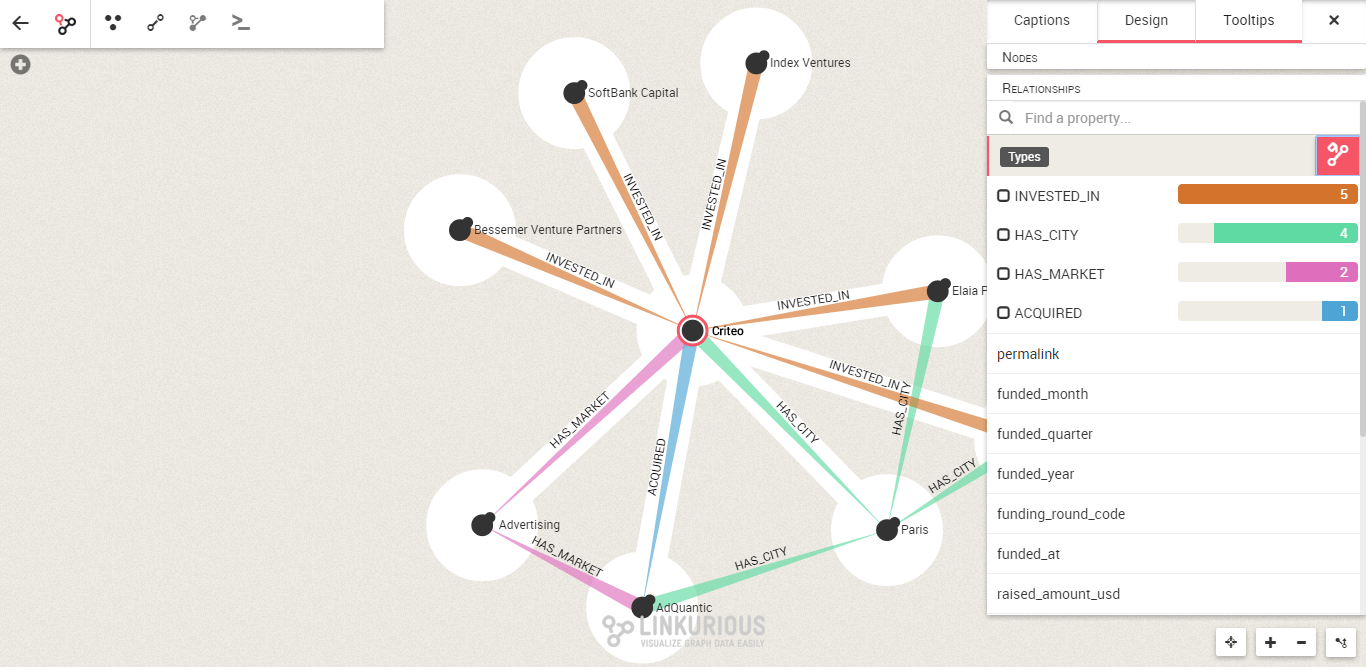 Captions
Design
Tooltips
NODES
RELATIONSHIPS
Find a property...
Types
INVESTED_IN
5
HAS_CITY
4
HAS_MARKET
2
ACQUIRED
1
permalink
funded_month
funded_quarter
funded_year
funding_round_code
funded_at
raised_amount_usd
Index Ventures
SoftBank Capital
INVESTED_IN
INVESTED_IN
Bessemer Venture Partners
INVESTED_IN
INVESTED_IN
Elaia P
Criteo
INVESTED_IN
HAS_CITY
HAS_MARKET
HAS_CITY
ACQUIRED
HAS_CITY
Advertising
Paris
HAS_MARKET
HAS_CITY
AdQuantic
LINKURIOUS
VISUALIZE GRAPH DATA EASILY